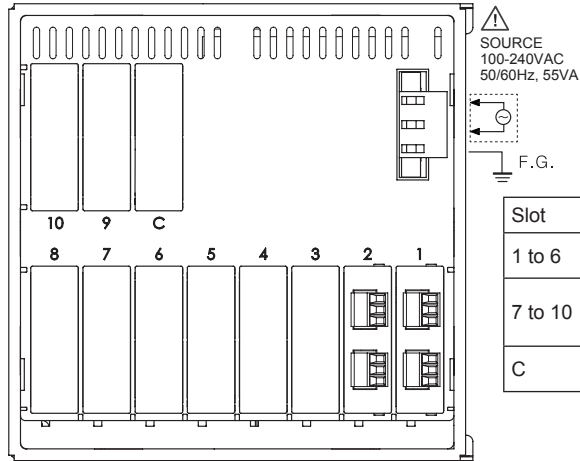 SOURCE
100-240VAC
50/60Hz, 55VA
F.G.
10 9 C
8 7 6 5 4 3 2 1
Slot
1 to 6
7 to 10
C